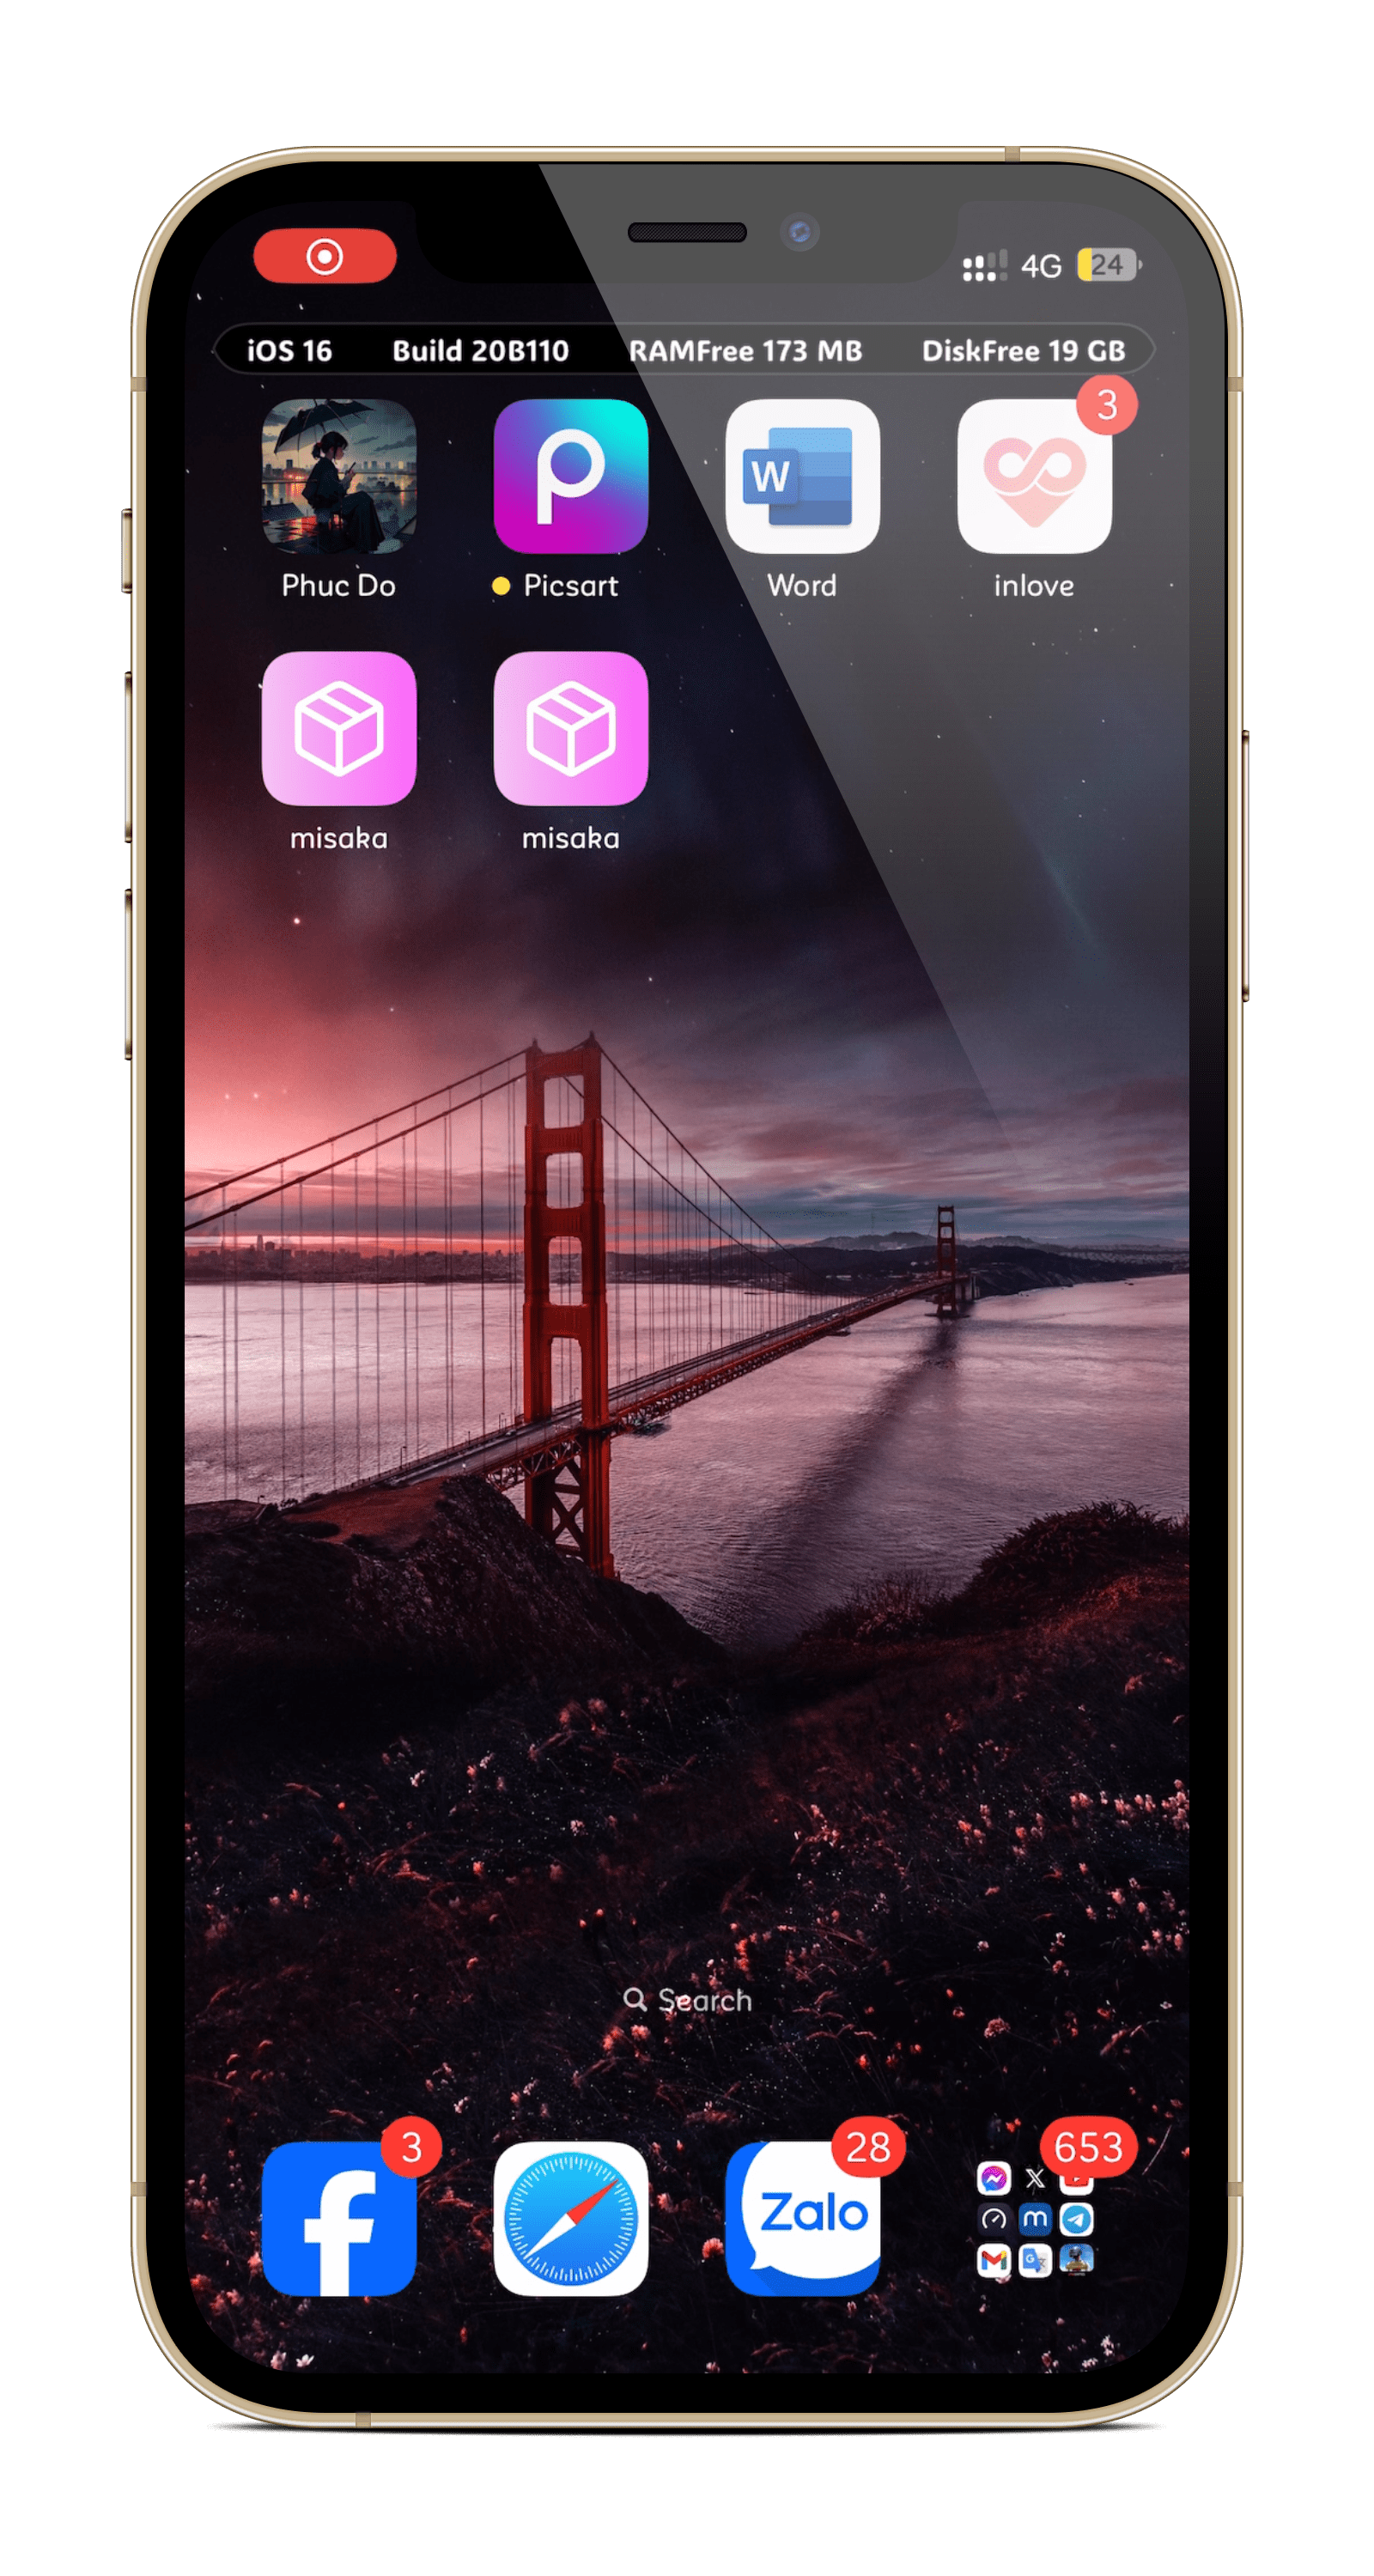 4G 24
iOS 16 Build 20B110 RAMFree 173 MB DiskFree 19 GB
3
W
Phuc Do Picsart Word inlove
misaka misaka
Search
3 28 653
Zalo